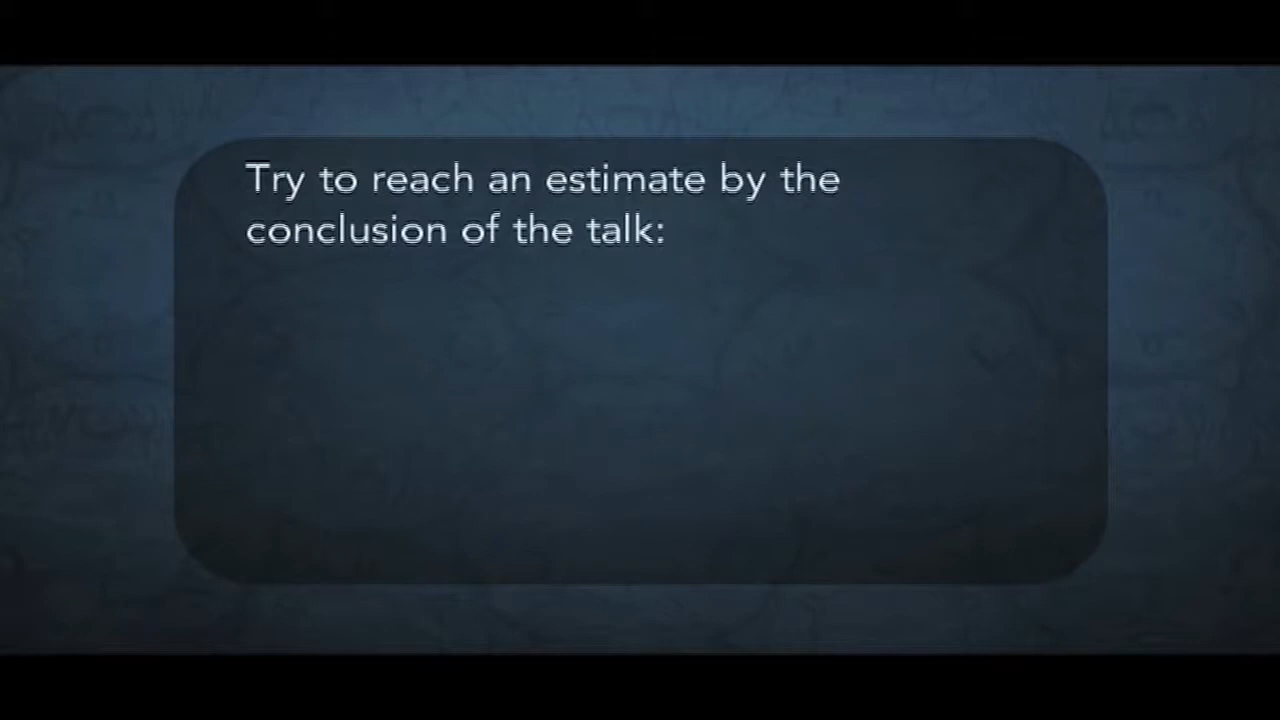 Try to reach an estimate by the
conclusion of the talk: